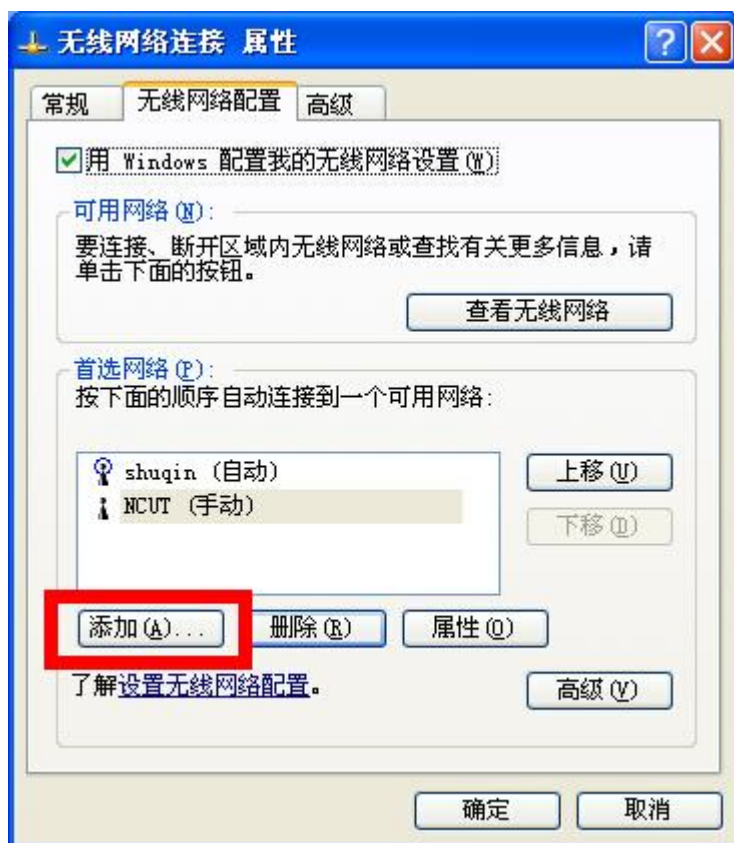 无线网络连接 属性
常规 无线网络配置 高级
用 Windows 配置我的无线网络设置(W)
可用网络(N):
要连接、断开区域内无线网络或查找有关更多信息，请
单击下面的按钮。
查看无线网络
首选网络(P):
按下面的顺序自动连接到一个可用网络:
shuqin (自动)
上移(U)
NCUT (手动)
下移(D)
添加(A)... 删除(R) 属性(O)
了解设置无线网络配置。
高级(V)
确定 取消